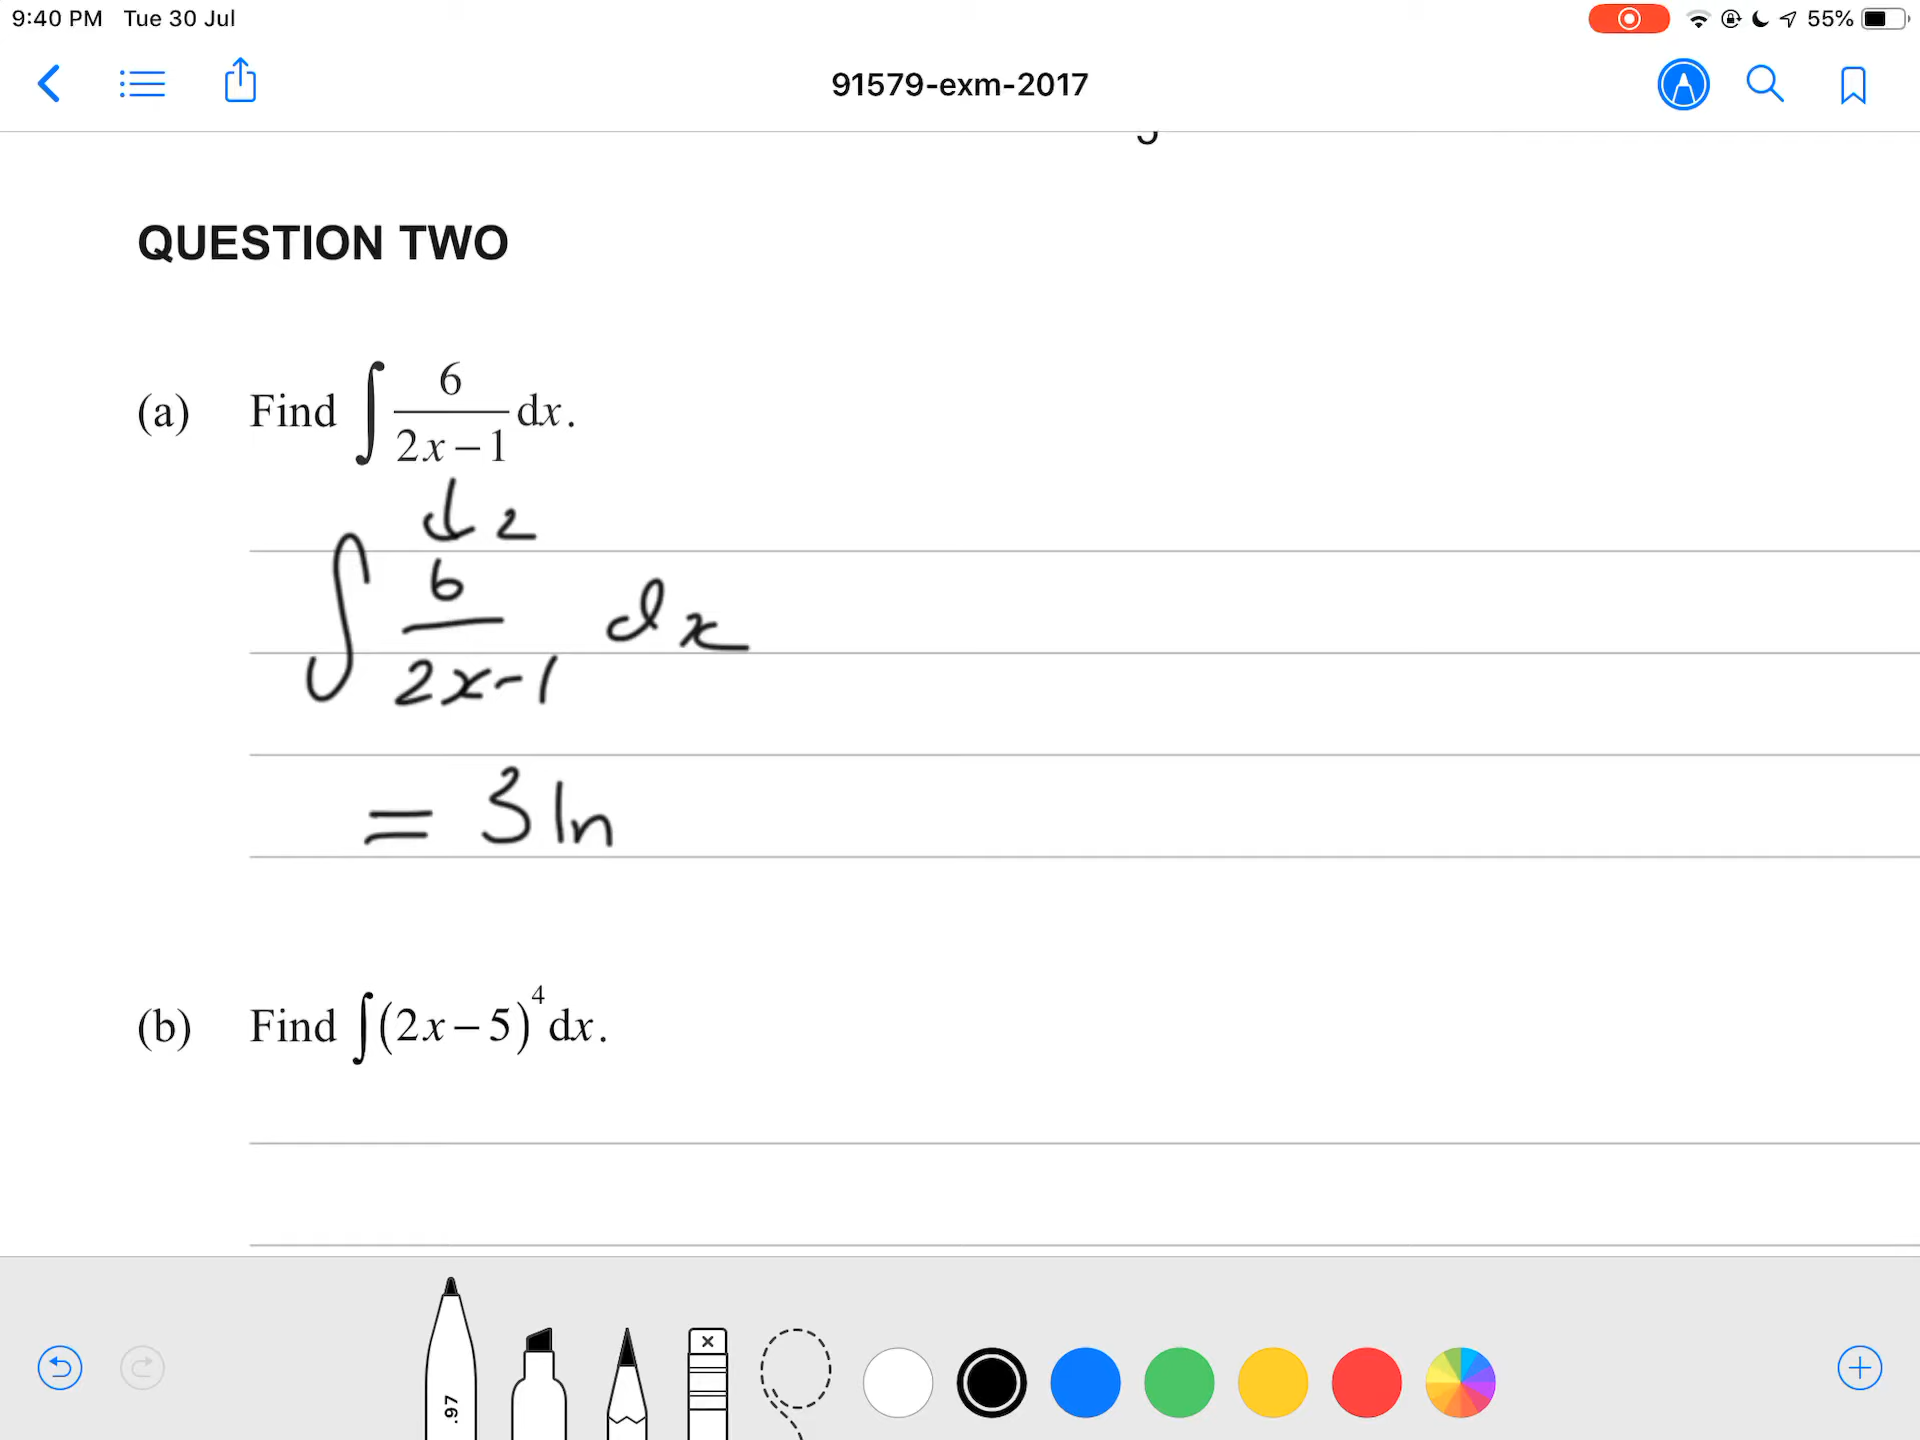 9:40 PM Tue 30 Jul 55%
91579-exm-2017
QUESTION TWO
(a) Find ∫ 6/(2x − 1) dx.
↓ 2
∫ 6/(2x-1) dx
= 3 ln
(b) Find ∫(2x − 5)⁴ dx.
.97